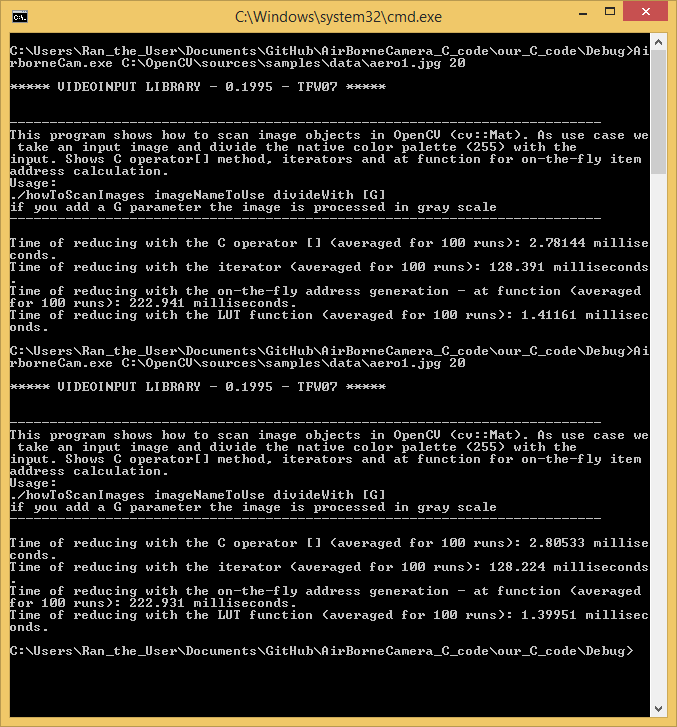 C:\Windows\system32\cmd.exe
C:\Users\Ran_the_User\Documents\GitHub\AirBorneCamera_C_code\our_C_code\Debug>Ai
rborneCam.exe C:\OpenCV\sources\samples\data\aero1.jpg 20
***** VIDEOINPUT LIBRARY - 0.1995 - TFW07 *****
--------------------------------------------------------------------------
This program shows how to scan image objects in OpenCV (cv::Mat). As use case we
 take an input image and divide the native color palette (255) with the
input. Shows C operator[] method, iterators and at function for on-the-fly item
address calculation.
Usage:
./howToScanImages imageNameToUse divideWith [G]
if you add a G parameter the image is processed in gray scale
--------------------------------------------------------------------------
Time of reducing with the C operator [] (averaged for 100 runs): 2.78144 millise
conds.
Time of reducing with the iterator (averaged for 100 runs): 128.391 milliseconds
.
Time of reducing with the on-the-fly address generation - at function (averaged
for 100 runs): 222.941 milliseconds.
Time of reducing with the LUT function (averaged for 100 runs): 1.41161 millisec
onds.
C:\Users\Ran_the_User\Documents\GitHub\AirBorneCamera_C_code\our_C_code\Debug>Ai
rborneCam.exe C:\OpenCV\sources\samples\data\aero1.jpg 20
***** VIDEOINPUT LIBRARY - 0.1995 - TFW07 *****
--------------------------------------------------------------------------
This program shows how to scan image objects in OpenCV (cv::Mat). As use case we
 take an input image and divide the native color palette (255) with the
input. Shows C operator[] method, iterators and at function for on-the-fly item
address calculation.
Usage:
./howToScanImages imageNameToUse divideWith [G]
if you add a G parameter the image is processed in gray scale
--------------------------------------------------------------------------
Time of reducing with the C operator [] (averaged for 100 runs): 2.80533 millise
conds.
Time of reducing with the iterator (averaged for 100 runs): 128.224 milliseconds
.
Time of reducing with the on-the-fly address generation - at function (averaged
for 100 runs): 222.931 milliseconds.
Time of reducing with the LUT function (averaged for 100 runs): 1.39951 millisec
onds.
C:\Users\Ran_the_User\Documents\GitHub\AirBorneCamera_C_code\our_C_code\Debug>